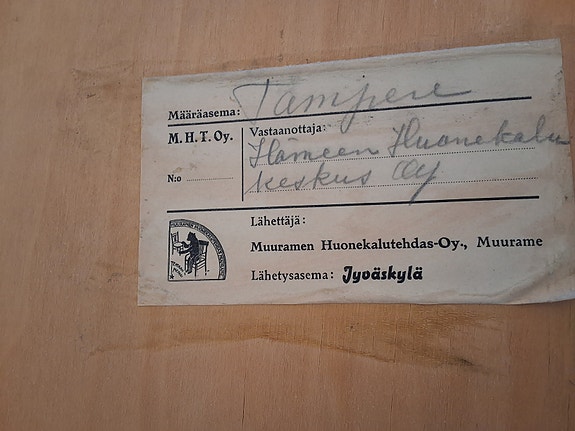 Määräasema: Tampere
M. H. T. Oy.
N:o
Vastaanottaja:
Hämeen Huonekalu
keskus Oy
Lähettäjä:
Muuramen Huonekalutehdas-Oy., Muurame
Lähetysasema: Jyväskylä